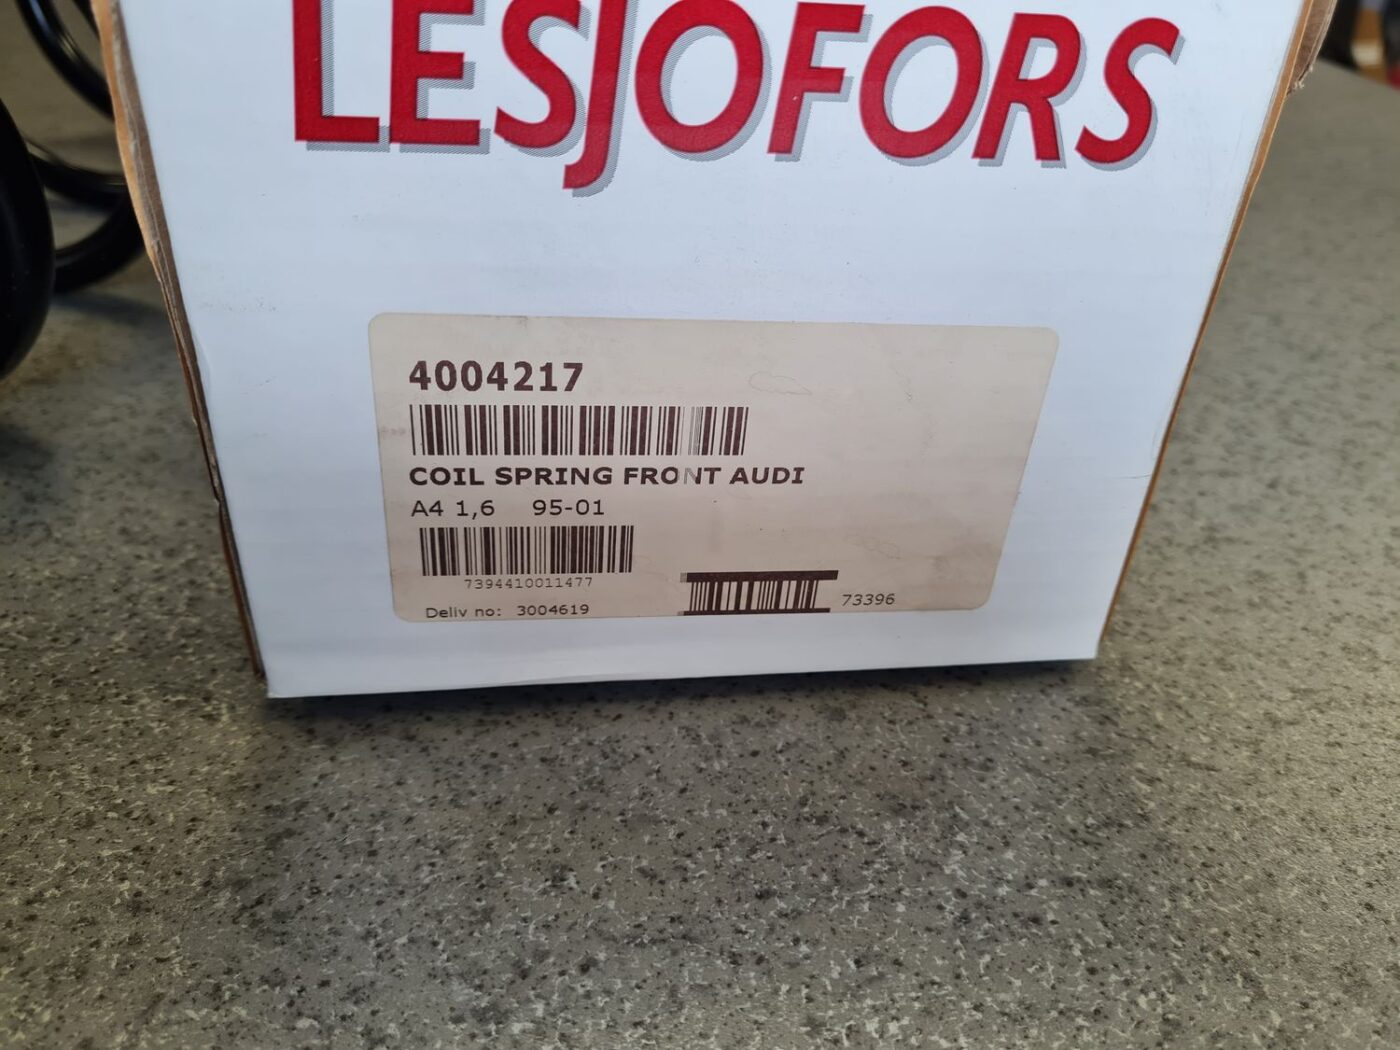 LESJOFORS
4004217
COIL SPRING FRONT AUDI
A4 1,6 95-01
7394410011477
Deliv no: 3004619
73396